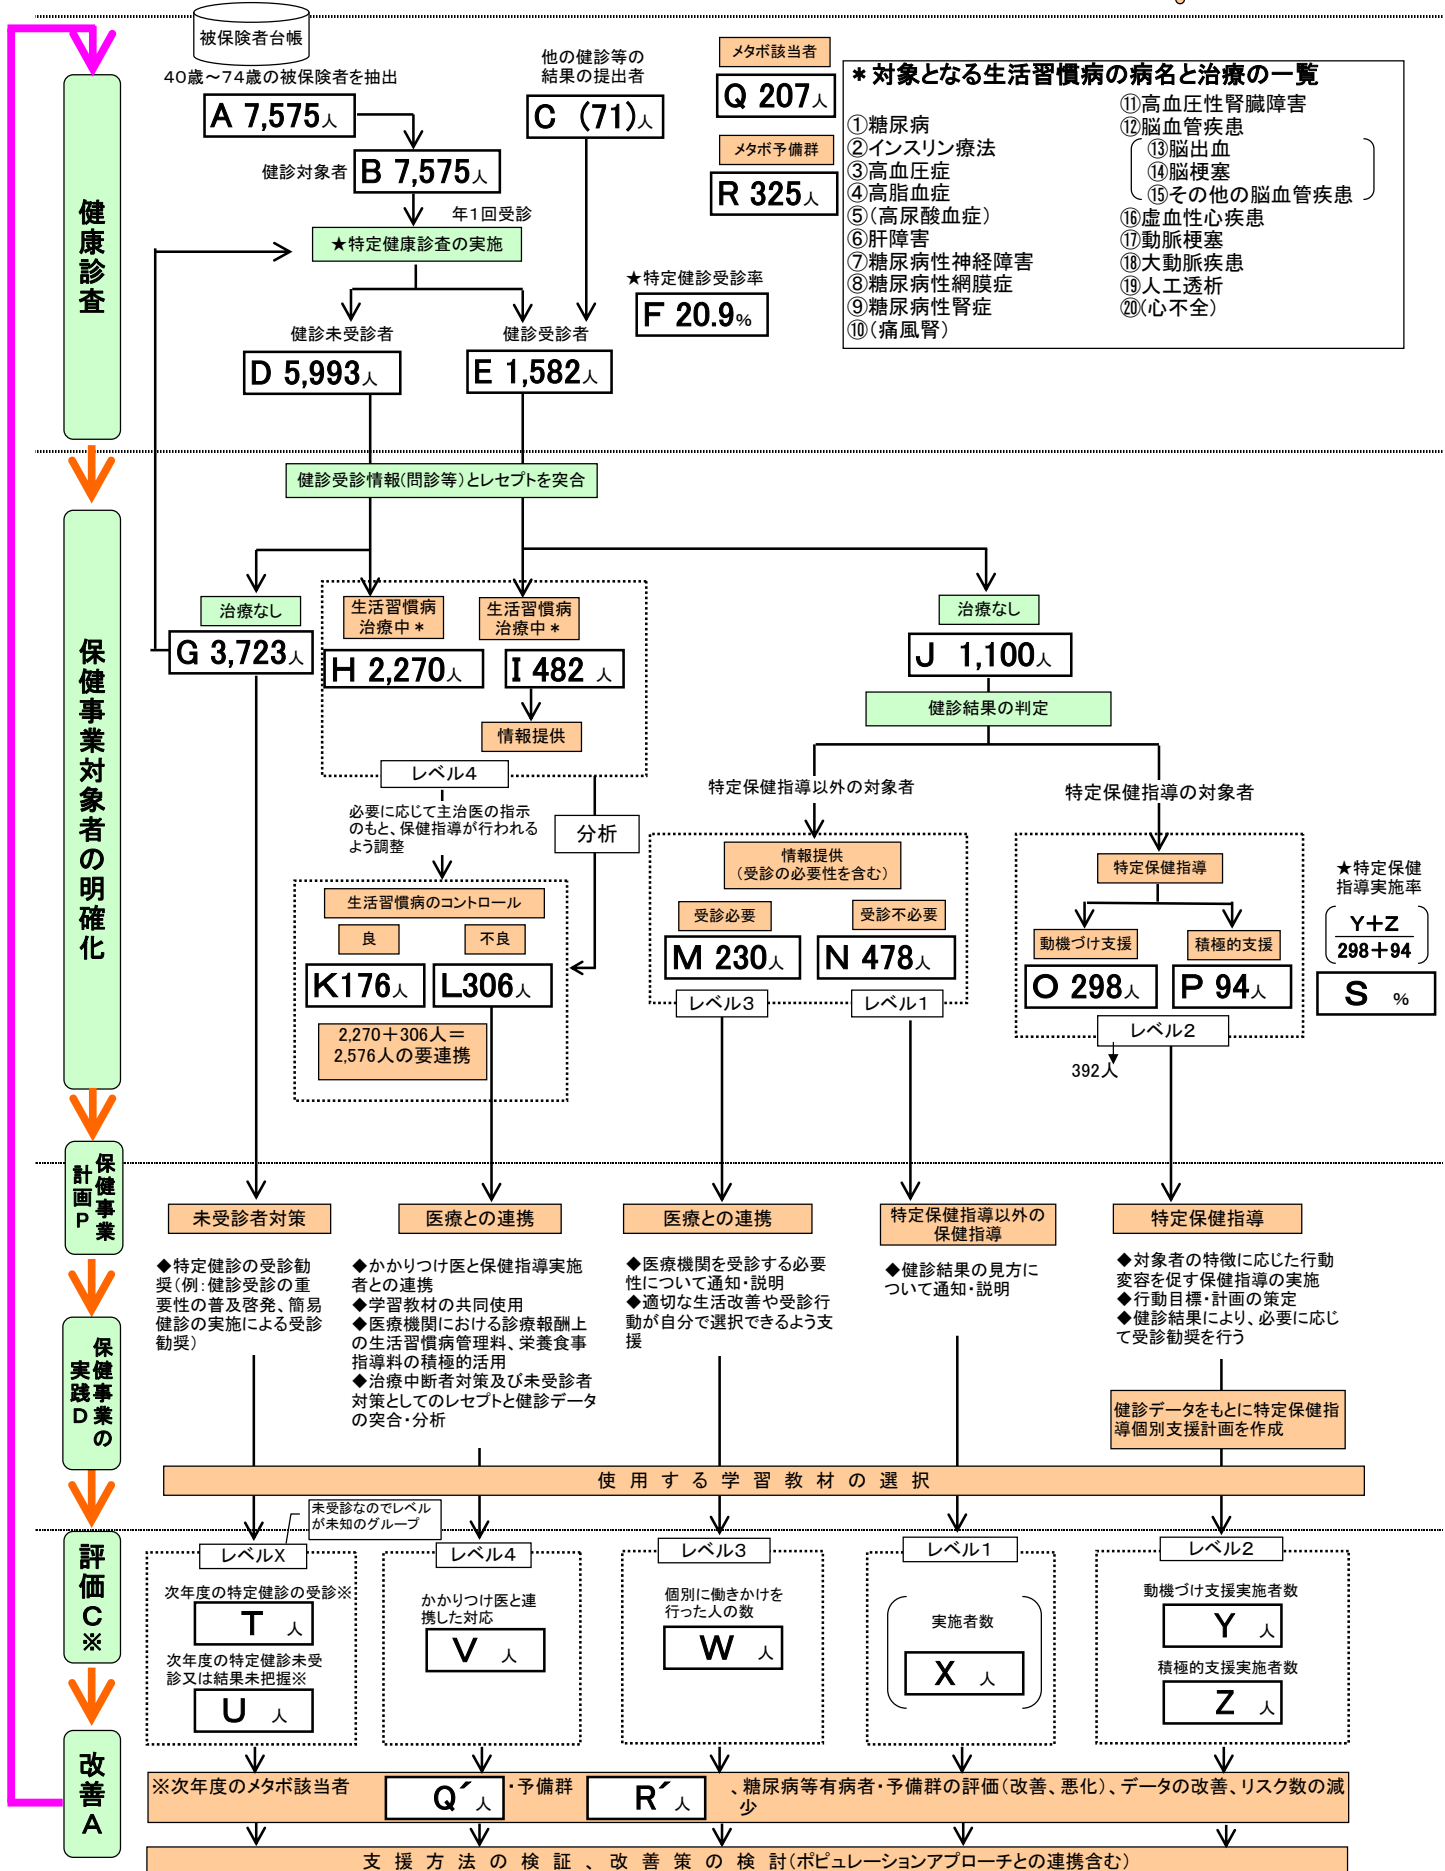 被保険者台帳
40歳～74歳の被保険者を抽出
A 7,575人
健診対象者
B 7,575人
他の健診等の
結果の提出者
C (71)人
年1回受診
★特定健康診査の実施
★特定健診受診率
F 20.9%
健診未受診者
D 5,993人
健診受診者
E 1,582人
メタボ該当者
Q 207人
メタボ予備群
R 325人
*対象となる生活習慣病の病名と治療の一覧
①糖尿病
②インスリン療法
③高血圧症
④高脂血症
⑤(高尿酸血症)
⑥肝障害
⑦糖尿病性神経障害
⑧糖尿病性網膜症
⑨糖尿病性腎症
⑩(痛風腎)
⑪高血圧性腎臓障害
⑫脳血管疾患
⑬脳出血
⑭脳梗塞
⑮その他の脳血管疾患
⑯虚血性心疾患
⑰動脈梗塞
⑱大動脈疾患
⑲人工透析
⑳(心不全)
健康診査
健診受診情報(問診等)とレセプトを突合
保健事業対象者の明確化
治療なし
G 3,723人
生活習慣病
治療中*
H 2,270人
生活習慣病
治療中*
I 482 人
情報提供
レベル4
必要に応じて主治医の指示
のもと、保健指導が行われる
よう調整
分析
生活習慣病のコントロール
良
不良
K176人
L306人
2,270+306人=
2,576人の要連携
治療なし
J 1,100人
健診結果の判定
特定保健指導以外の対象者
特定保健指導の対象者
情報提供
(受診の必要性を含む)
受診必要
M 230人
受診不必要
N 478人
レベル3
レベル1
特定保健指導
動機づけ支援
O 298人
積極的支援
P 94人
レベル2
392人
★特定保健
指導実施率
Y+Z
298+94
S %
保健事業
計画P
未受診者対策
◆特定健診の受診勧
奨(例:健診受診の重
要性の普及啓発、簡易
健診の実施による受診
勧奨)
医療との連携
◆かかりつけ医と保健指導実施
者との連携
◆学習教材の共同使用
◆医療機関における診療報酬上
の生活習慣病管理料、栄養食事
指導料の積極的活用
◆治療中断者対策及び未受診者
対策としてのレセプトと健診データ
の突合・分析
医療との連携
◆医療機関を受診する必要
性について通知・説明
◆適切な生活改善や受診行
動が自分で選択できるよう支
援
特定保健指導以外の
保健指導
◆健診結果の見方に
ついて通知・説明
特定保健指導
◆対象者の特徴に応じた行動
変容を促す保健指導の実施
◆行動目標・計画の策定
◆健診結果により、必要に応じ
て受診勧奨を行う
保健事業の
実践D
健診データをもとに特定保健指
導個別支援計画を作成
使用する学習教材の選択
未受診なのでレベル
が未知のグループ
評価C※
レベルX
次年度の特定健診の受診※
T 人
次年度の特定健診未受
診又は結果未把握※
U 人
レベル4
かかりつけ医と連
携した対応
V 人
レベル3
個別に働きかけを
行った人の数
W 人
レベル1
実施者数
X 人
レベル2
動機づけ支援実施者数
Y 人
積極的支援実施者数
Z 人
改善A
※次年度のメタボ該当者 Q´人 ・予備群 R´人 、糖尿病等有病者・予備群の評価(改善、悪化)、データの改善、リスク数の減
少
支援方法の検証、改善策の検討(ポピュレーションアプローチとの連携含む)